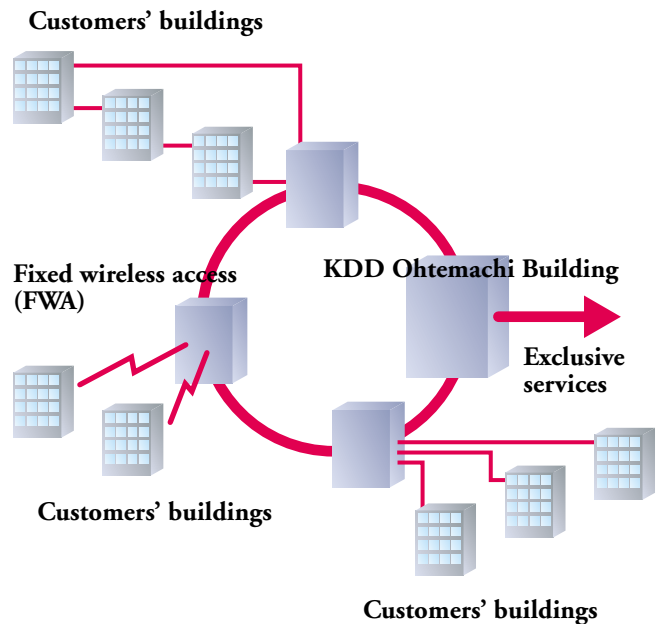 Customers’ buildings
Fixed wireless access
(FWA)
KDD Ohtemachi Building
Exclusive
services
Customers’ buildings
Customers’ buildings